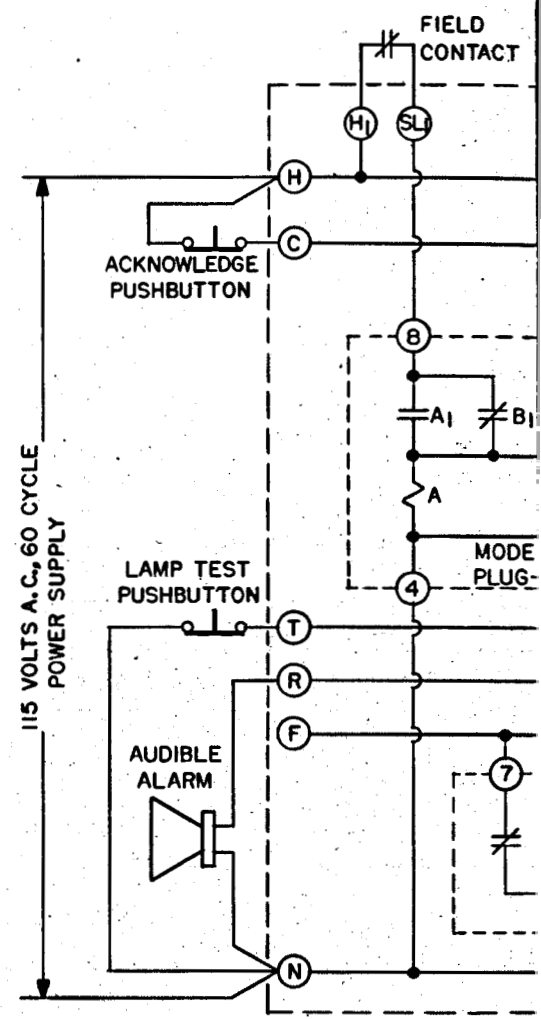 FIELD
CONTACT
H1
SL1
H
C
ACKNOWLEDGE
PUSHBUTTON
8
A1
B1
A
115 VOLTS A.C., 60 CYCLE
POWER SUPPLY
MODE
PLUG-
4
LAMP TEST
PUSHBUTTON
T
R
F
AUDIBLE
ALARM
7
N